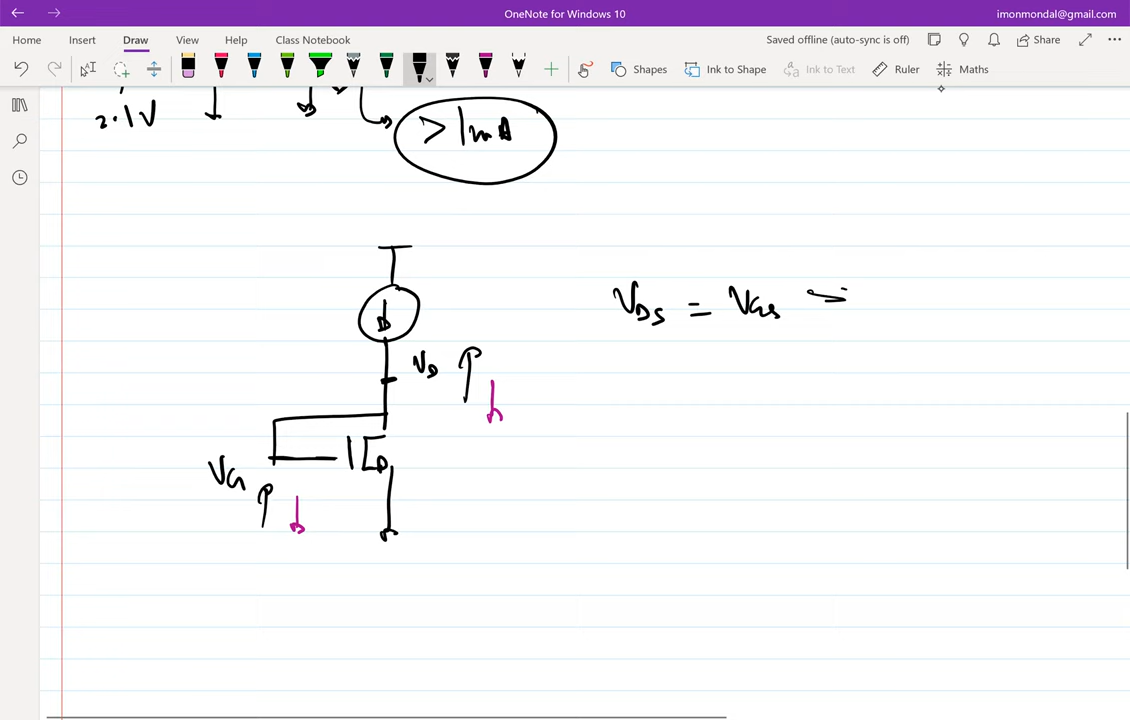 OneNote for Windows 10
imonmondal@gmail.com
Home Insert Draw View Help Class Notebook
Saved offline (auto-sync is off) Share
Shapes Ink to Shape Ink to Text Ruler Maths
2.1V
> 1mA
VD
VG
VDS = VGS ⇒